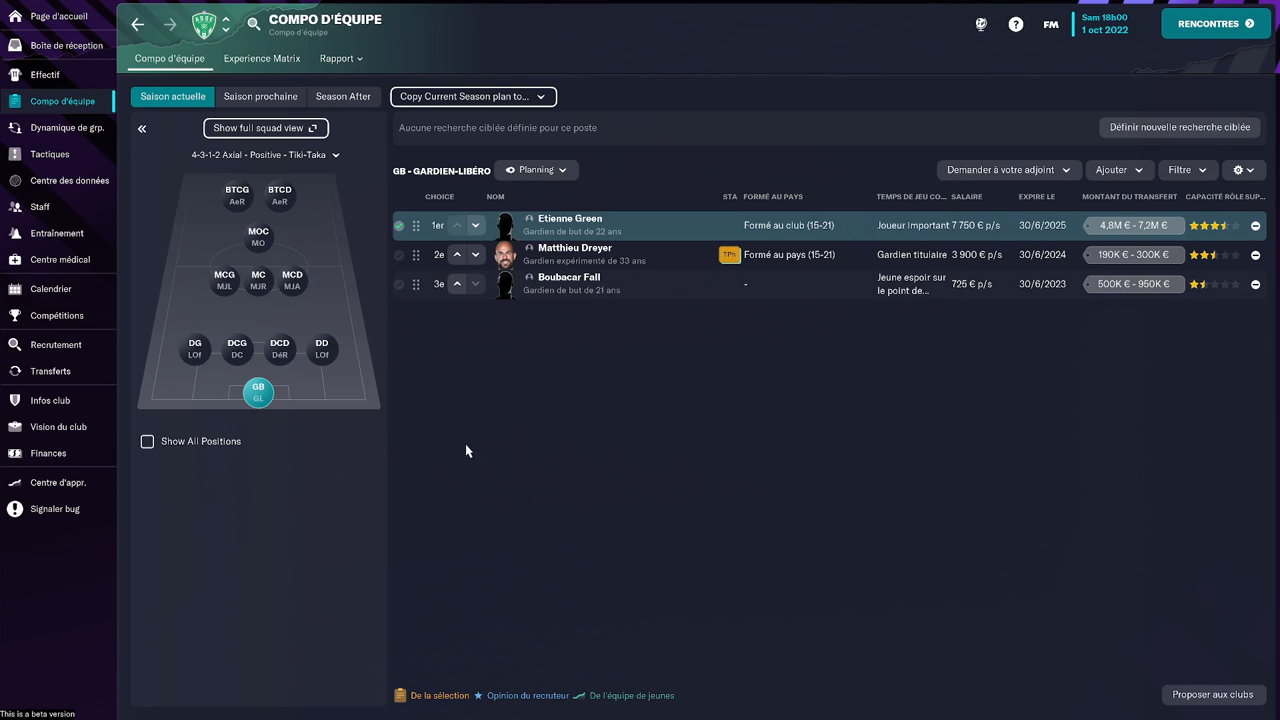 Page d'accueil
Boîte de réception
Effectif
Compo d'équipe
Dynamique de grp.
Tactiques
Centre des données
Staff
Entraînement
Centre médical
Calendrier
Compétitions
Recrutement
Transferts
Infos club
Vision du club
Finances
Centre d'appr.
Signaler bug
This is a beta version
COMPO D'ÉQUIPE
Compo d'équipe
FM
Sam 18h00
1 oct 2022
RENCONTRES
Compo d'équipe Experience Matrix Rapport
Saison actuelle Saison prochaine Season After
Copy Current Season plan to...
Show full squad view
4-3-1-2 Axial - Positive - Tiki-Taka
BTCG BTCD
AeR AeR
MOC
MO
MCG MC MCD
MJL MJR MJA
DG DCG DCD DD
LOf DC DéR LOf
GB
GL
Show All Positions
Aucune recherche ciblée définie pour ce poste
Définir nouvelle recherche ciblée
GB - GARDIEN-LIBÉRO Planning Demander à votre adjoint Ajouter Filtre
CHOICE NOM STA FORMÉ AU PAYS TEMPS DE JEU CO... SALAIRE EXPIRE LE MONTANT DU TRANSFERT CAPACITÉ RÔLE SUP...
1er Etienne Green Formé au club (15-21) Joueur important 7 750 € p/s 30/6/2025 4,8M € - 7,2M €
Gardien de but de 22 ans
2e Matthieu Dreyer TPh Formé au pays (15-21) Gardien titulaire 3 900 € p/s 30/6/2024 190K € - 300K €
Gardien expérimenté de 33 ans
3e Boubacar Fall - Jeune espoir sur le point de... 725 € p/s 30/6/2023 500K € - 950K €
Gardien de but de 21 ans
De la sélection Opinion du recruteur De l'équipe de jeunes
Proposer aux clubs